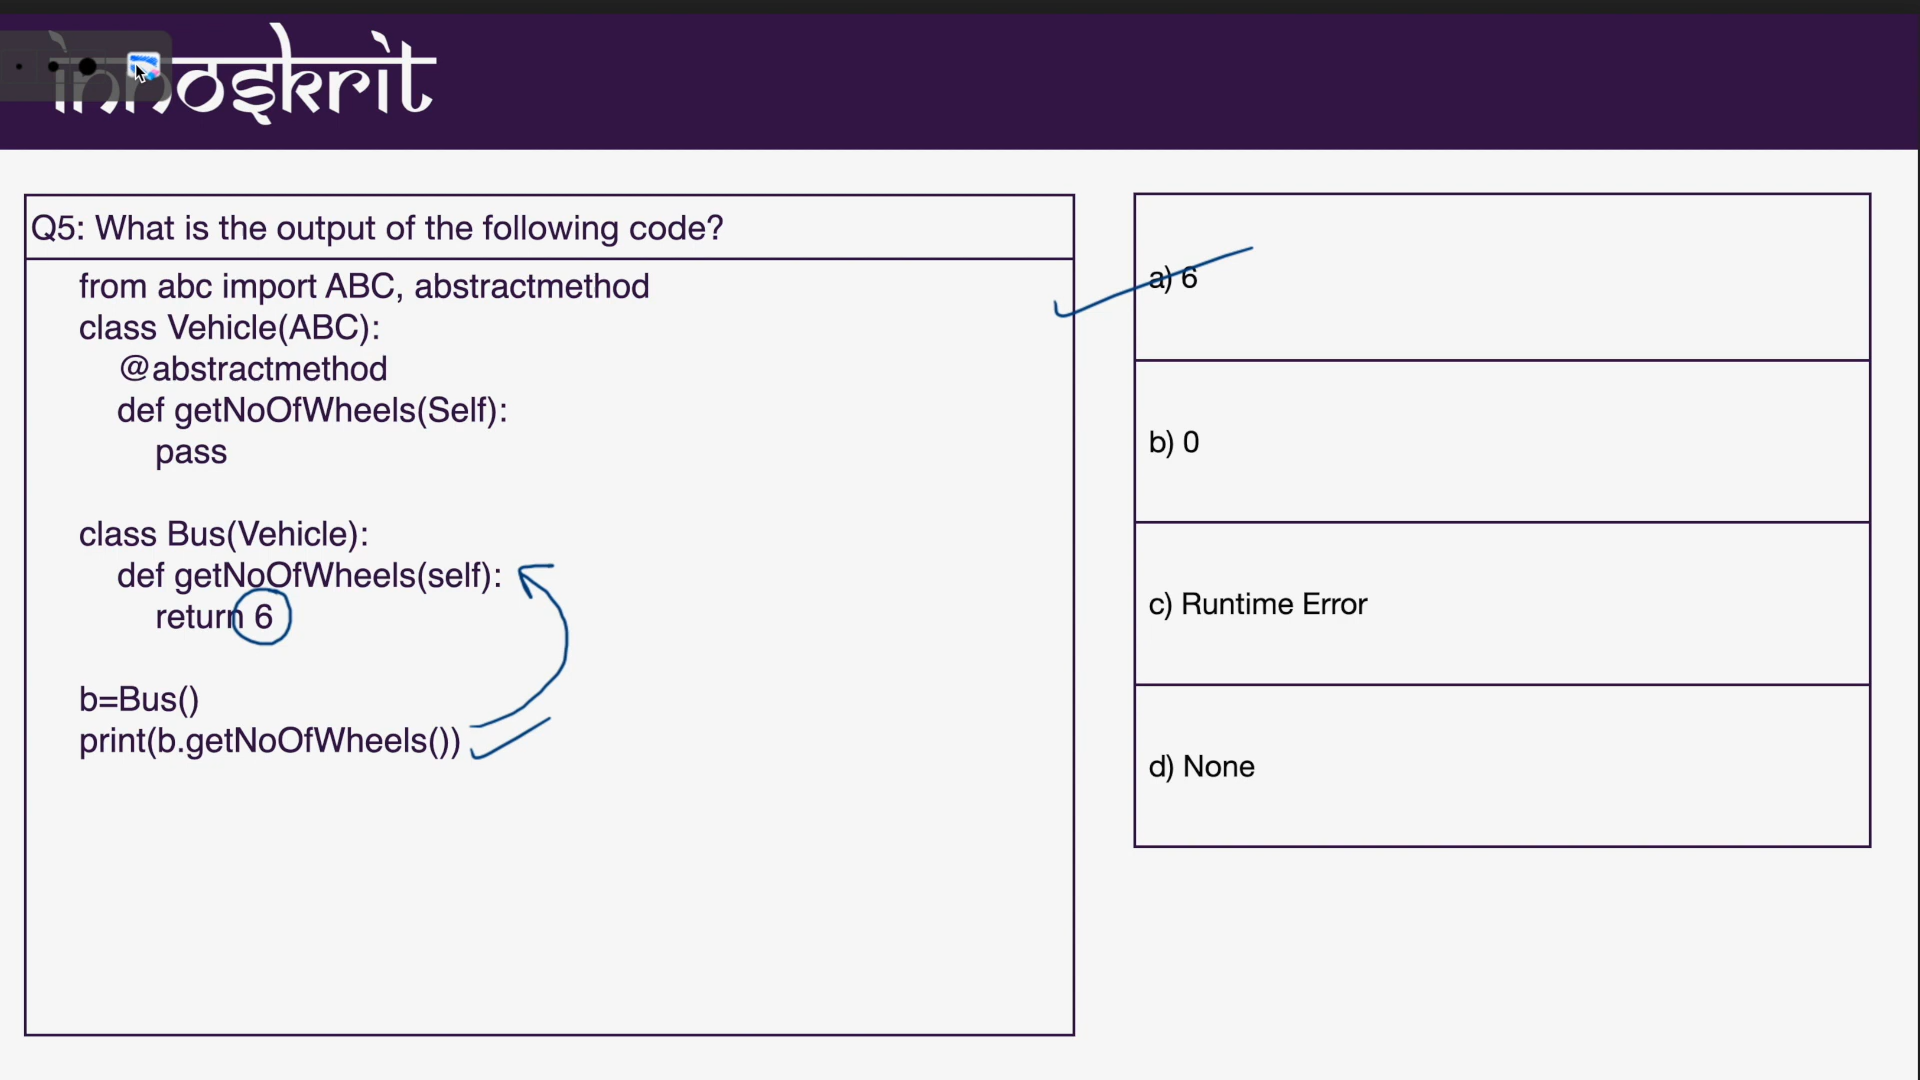 innoskrit
Q5: What is the output of the following code?
from abc import ABC, abstractmethod
class Vehicle(ABC):
@abstractmethod
def getNoOfWheels(Self):
pass
class Bus(Vehicle):
def getNoOfWheels(self):
return 6
b=Bus()
print(b.getNoOfWheels())
a) 6
b) 0
c) Runtime Error
d) None